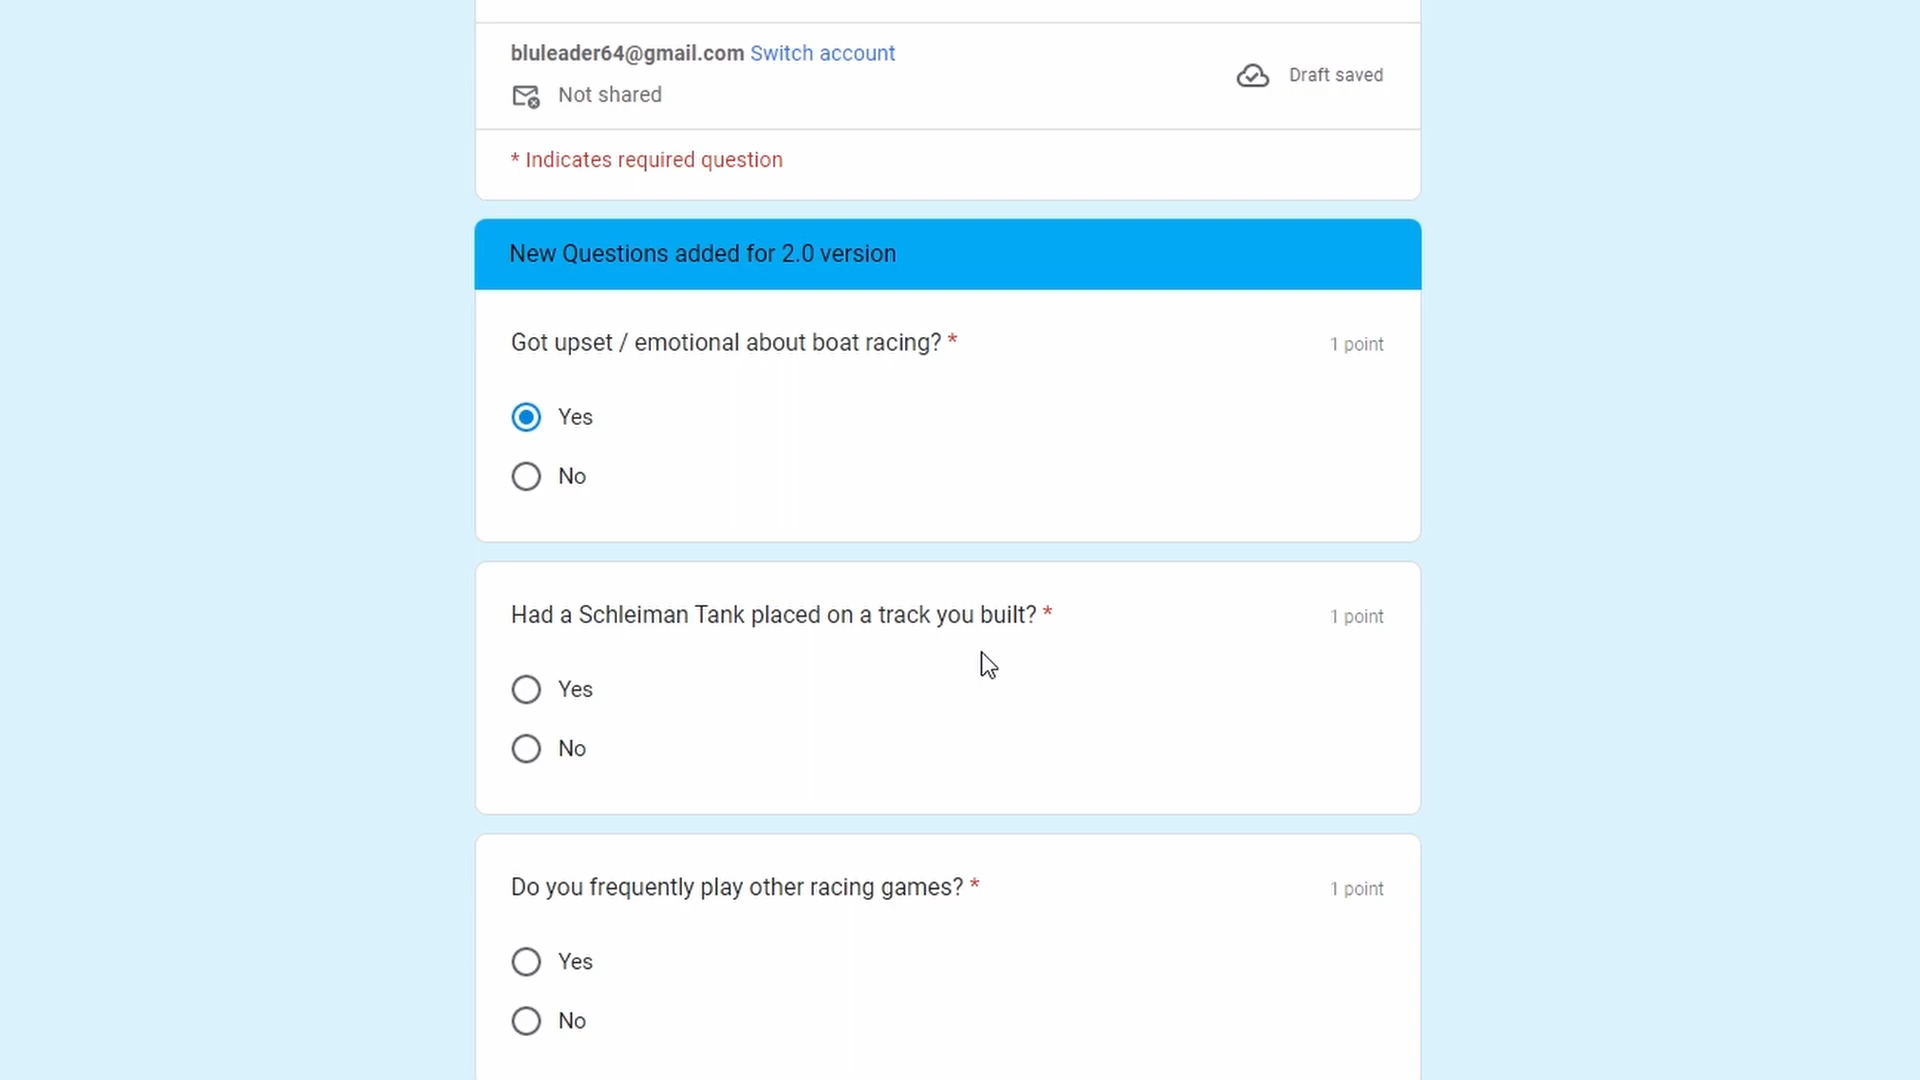 bluleader64@gmail.com Switch account
Draft saved
Not shared
* Indicates required question
New Questions added for 2.0 version
Got upset / emotional about boat racing? *
1 point
Yes
No
Had a Schleiman Tank placed on a track you built? *
1 point
Yes
No
Do you frequently play other racing games? *
1 point
Yes
No